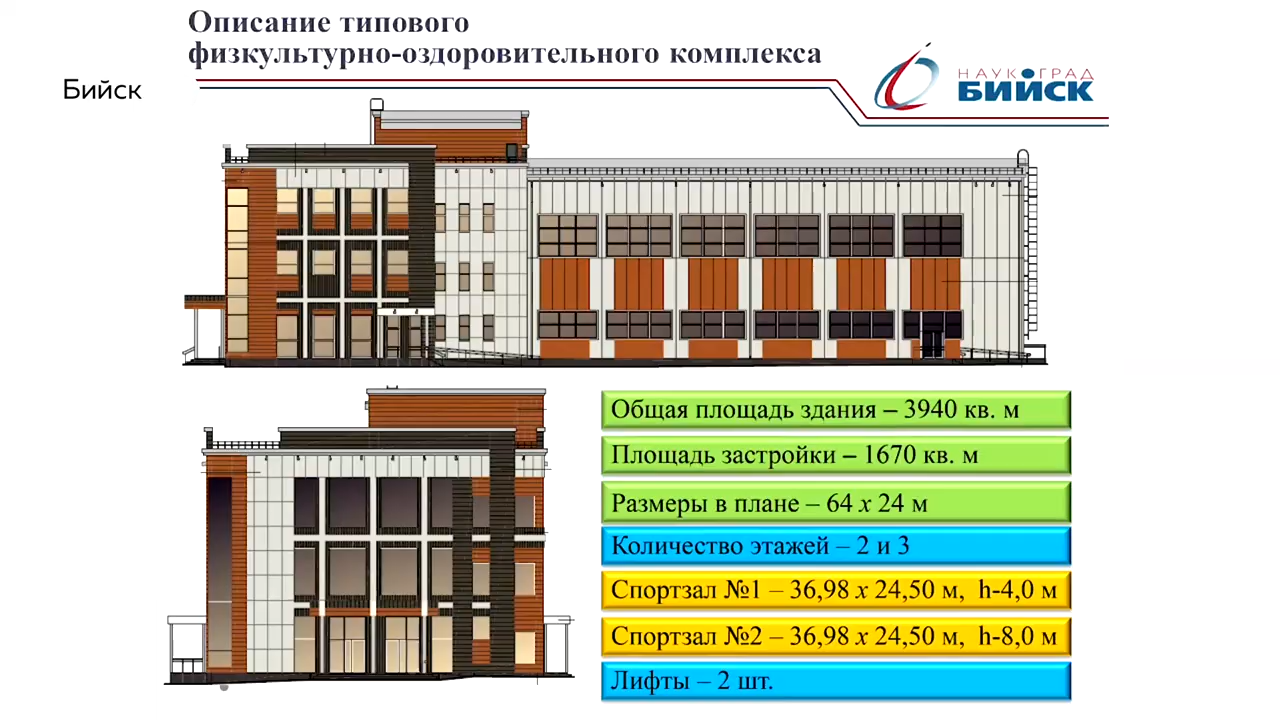 Описание типового
физкультурно-оздоровительного комплекса
Бийск
НАУКОГРАД
БИЙСК
Общая площадь здания – 3940 кв. м
Площадь застройки – 1670 кв. м
Размеры в плане – 64 х 24 м
Количество этажей – 2 и 3
Спортзал №1 – 36,98 х 24,50 м, h-4,0 м
Спортзал №2 – 36,98 х 24,50 м, h-8,0 м
Лифты – 2 шт.